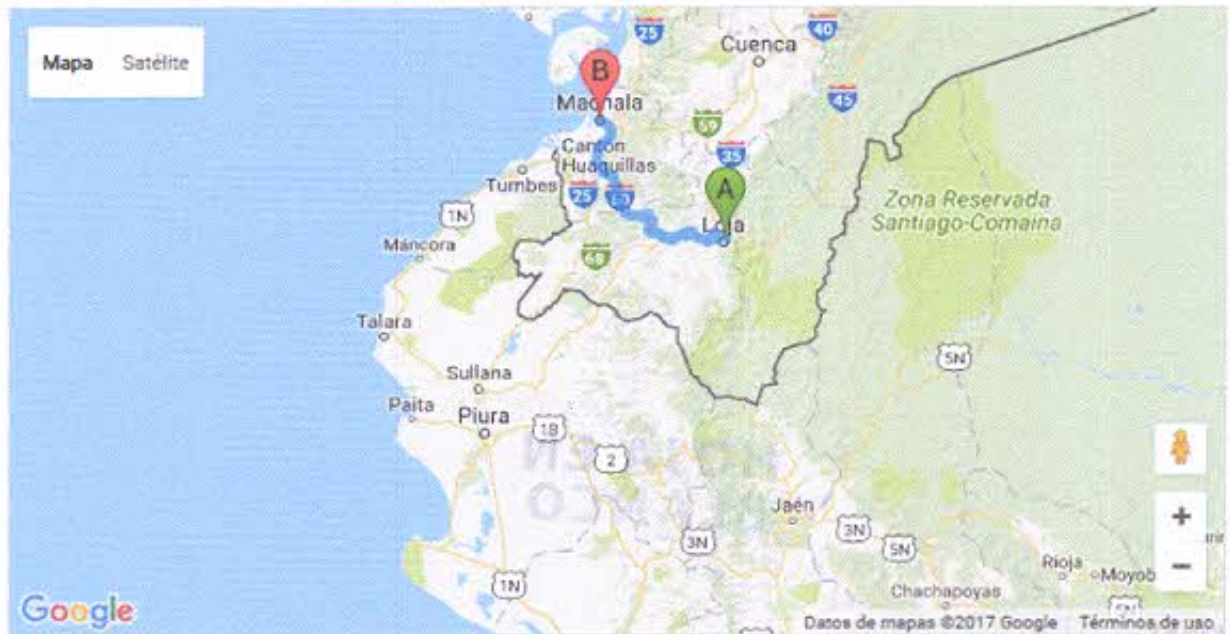 Mapa Satélite
25
40
Cuenca
B
Machala
45
59
Cantón
Huaquillas
35
Tumbes
25
A
Zona Reservada
Santiago-Comaina
1N
Loja
Máncora
68
Talara
5N
Sullana
Paita
Piura
1B
2
Jaén
3N
3N
5N
Rioja
Moyob
1N
Chachapoyas
+
−
Google
Datos de mapas ©2017 Google Términos de uso